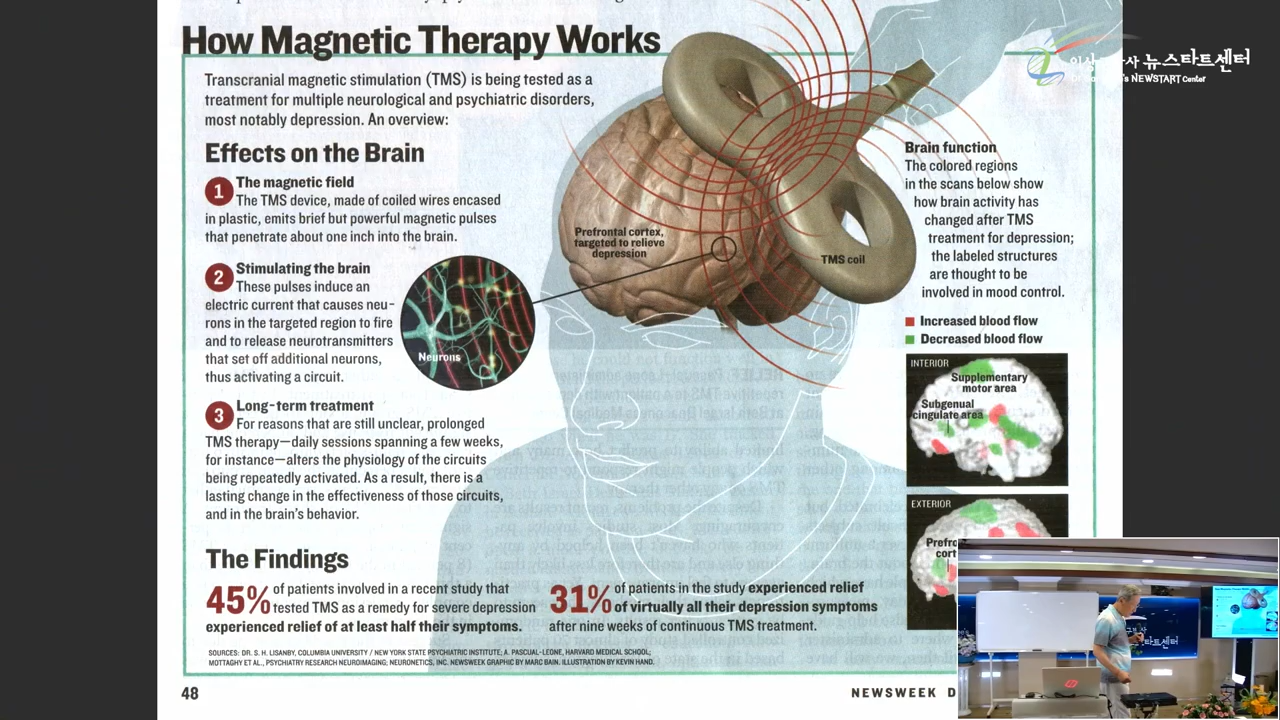 How Magnetic Therapy Works
Transcranial magnetic stimulation (TMS) is being tested as a
treatment for multiple neurological and psychiatric disorders,
most notably depression. An overview:
Effects on the Brain
1
The magnetic field
The TMS device, made of coiled wires encased
in plastic, emits brief but powerful magnetic pulses
that penetrate about one inch into the brain.
2
Stimulating the brain
These pulses induce an
electric current that causes neu-
rons in the targeted region to fire
and to release neurotransmitters
that set off additional neurons,
thus activating a circuit.
Neurons
3
Long-term treatment
For reasons that are still unclear, prolonged
TMS therapy—daily sessions spanning a few weeks,
for instance—alters the physiology of the circuits
being repeatedly activated. As a result, there is a
lasting change in the effectiveness of those circuits,
and in the brain's behavior.
Prefrontal cortex,
targeted to relieve
depression
TMS coil
뉴스타트센터
NEWSTART Center
Brain function
The colored regions
in the scans below show
how brain activity has
changed after TMS
treatment for depression;
the labeled structures
are thought to be
involved in mood control.
Increased blood flow
Decreased blood flow
INTERIOR
Supplementary
motor area
Subgenual
cingulate area
EXTERIOR
The Findings
45% of patients involved in a recent study that
tested TMS as a remedy for severe depression
experienced relief of at least half their symptoms.
31% of patients in the study experienced relief
of virtually all their depression symptoms
after nine weeks of continuous TMS treatment.
SOURCES: DR. S. H. LISANBY, COLUMBIA UNIVERSITY / NEW YORK STATE PSYCHIATRIC INSTITUTE; A. PASCUAL-LEONE, HARVARD MEDICAL SCHOOL;
MOTTAGHY ET AL., PSYCHIATRY RESEARCH NEUROIMAGING; NEURONETICS, INC. NEWSWEEK GRAPHIC BY MARC BAIN. ILLUSTRATION BY KEVIN HAND.
48
NEWSWEEK D